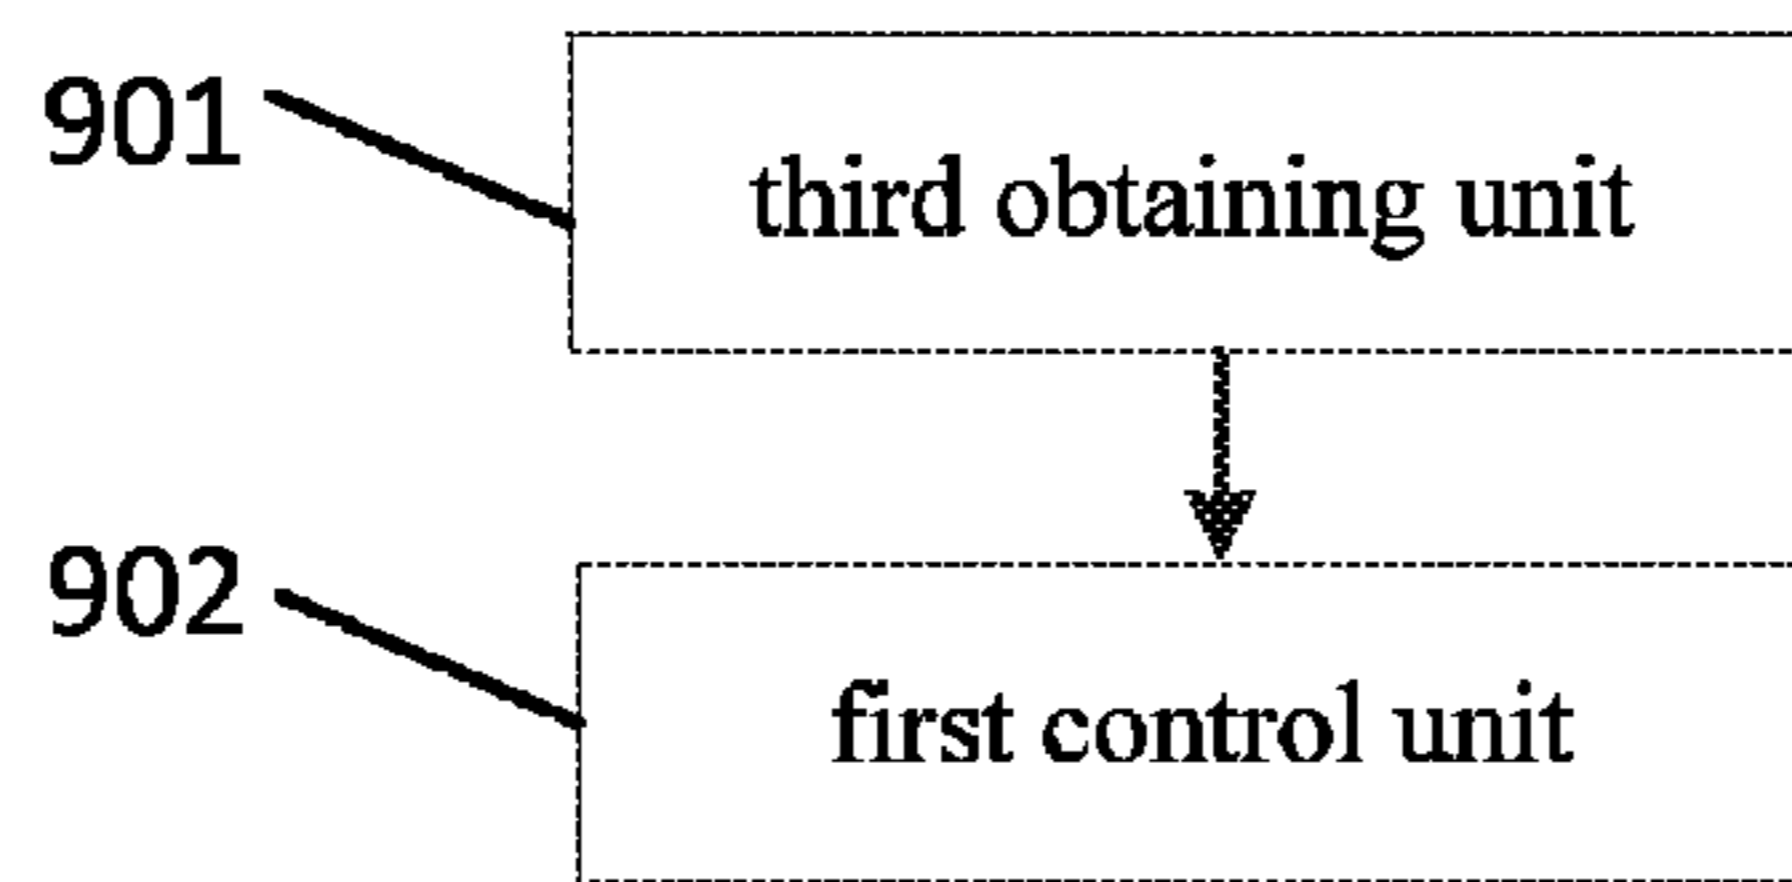 901
third obtaining unit
902
first control unit